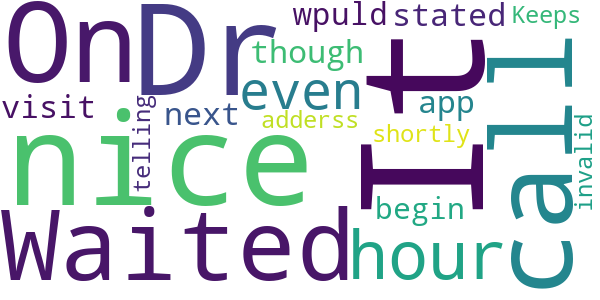 On Dr wpuld stated Keeps
though It call
visit telling next even app
adderss shortly invalid
nice
begin
Waited hour